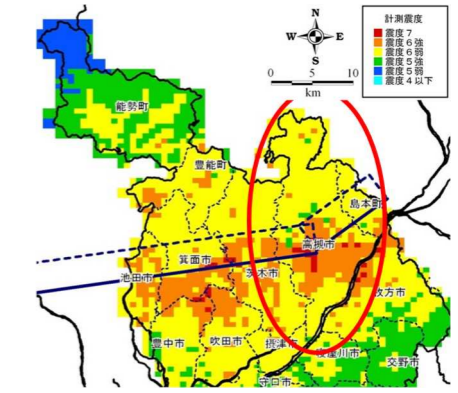 N
W E
S
0 5 10
km
計測震度
震度7
震度6強
震度6弱
震度5強
震度5弱
震度4以下
能勢町
豊能町
島本町
高槻市
箕面市
茨木市
池田市
枚方市
豊中市
吹田市
摂津市
寝屋川市
交野市
守口市